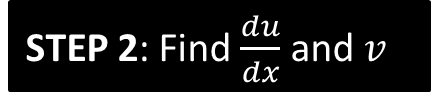 STEP 2: Find du/dx and v